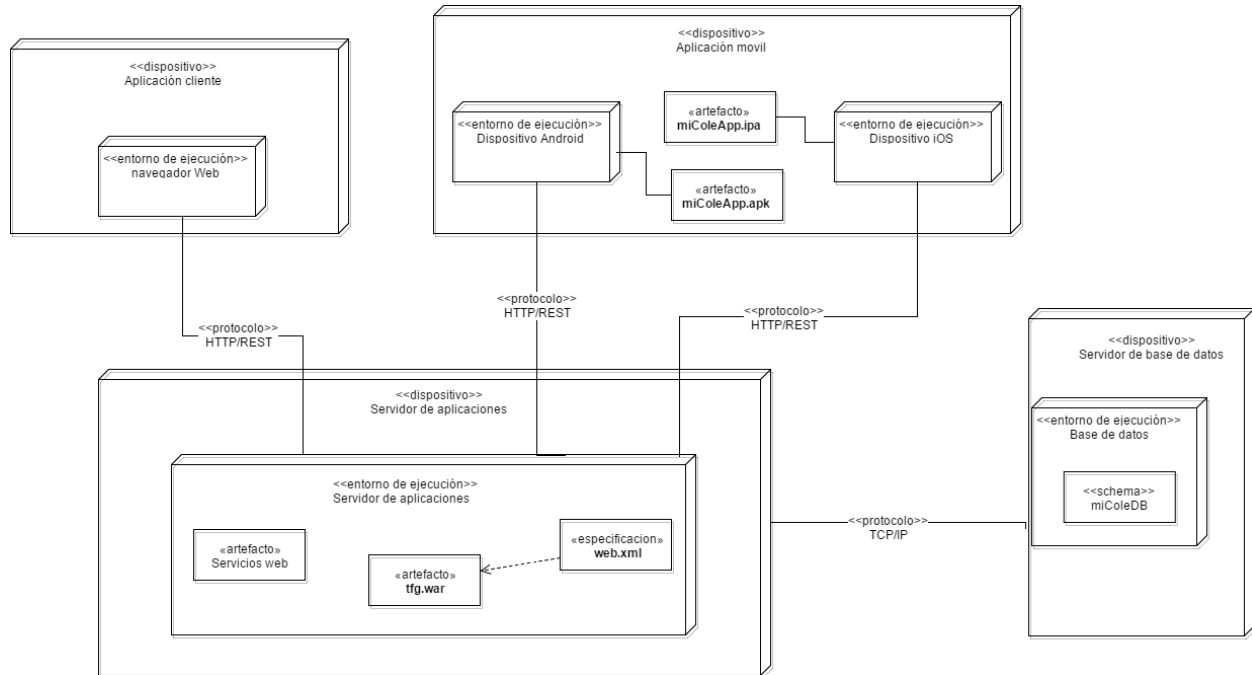 <<dispositivo>>
Aplicación cliente
<<entorno de ejecución>>
navegador Web
<<dispositivo>>
Aplicación movil
<<entorno de ejecución>>
Dispositivo Android
«artefacto»
miColeApp.ipa
<<entorno de ejecución>>
Dispositivo iOS
«artefacto»
miColeApp.apk
<<protocolo>>
HTTP/REST
<<protocolo>>
HTTP/REST
<<protocolo>>
HTTP/REST
<<dispositivo>>
Servidor de aplicaciones
<<entorno de ejecución>>
Servidor de aplicaciones
«artefacto»
Servicios web
«artefacto»
tfg.war
«especificacion»
web.xml
<<protocolo>>
TCP/IP
<<dispositivo>>
Servidor de base de datos
<<entorno de ejecución>>
Base de datos
<<schema>>
miColeDB